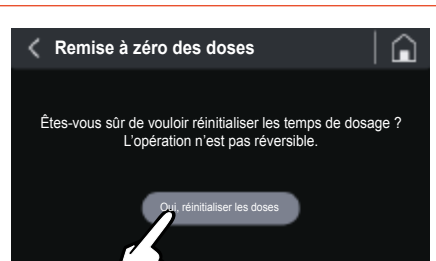 Remise à zéro des doses
Êtes-vous sûr de vouloir réinitialiser les temps de dosage ?
L'opération n'est pas réversible.
Oui, réinitialiser les doses